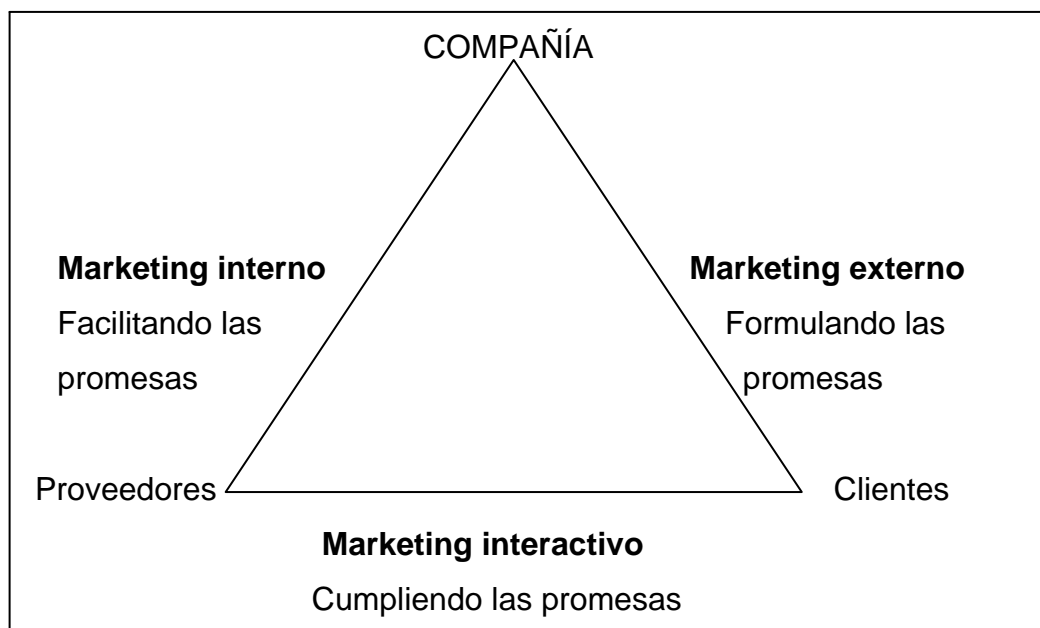 COMPAÑÍA
Marketing interno
Facilitando las
promesas
Marketing externo
Formulando las
promesas
Proveedores
Clientes
Marketing interactivo
Cumpliendo las promesas